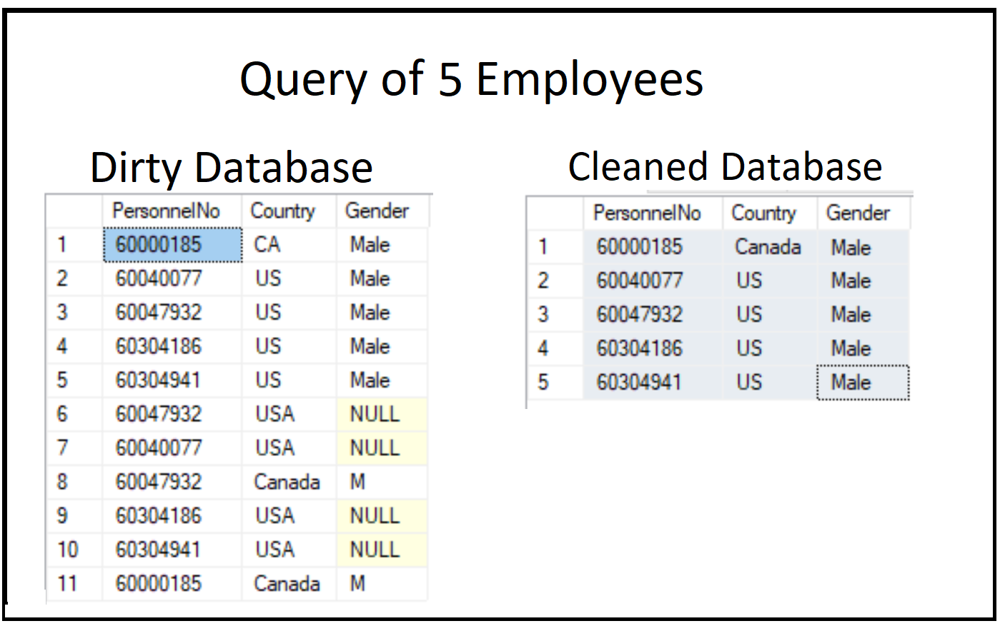 Query of 5 Employees
Dirty Database
PersonnelNo Country Gender
1 60000185 CA Male
2 60040077 US Male
3 60047932 US Male
4 60304186 US Male
5 60304941 US Male
6 60047932 USA NULL
7 60040077 USA NULL
8 60047932 Canada M
9 60304186 USA NULL
10 60304941 USA NULL
11 60000185 Canada M
Cleaned Database
PersonnelNo Country Gender
1 60000185 Canada Male
2 60040077 US Male
3 60047932 US Male
4 60304186 US Male
5 60304941 US Male